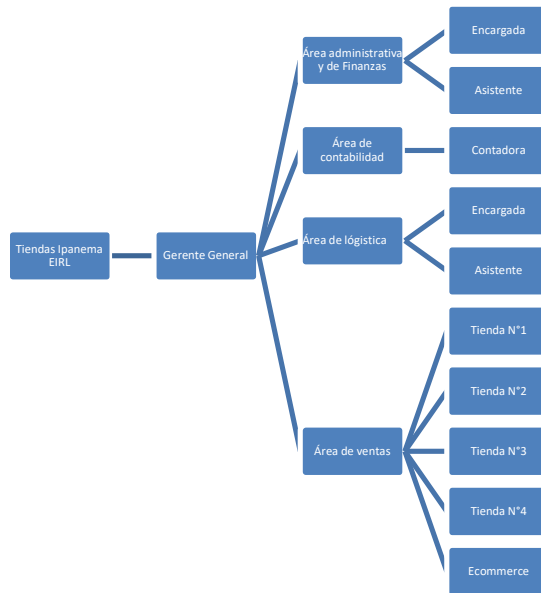 Tiendas Ipanema
EIRL
Gerente General
Área administrativa
y de Finanzas
Encargada
Asistente
Área de
contabilidad
Contadora
Área de lógistica
Encargada
Asistente
Área de ventas
Tienda N°1
Tienda N°2
Tienda N°3
Tienda N°4
Ecommerce